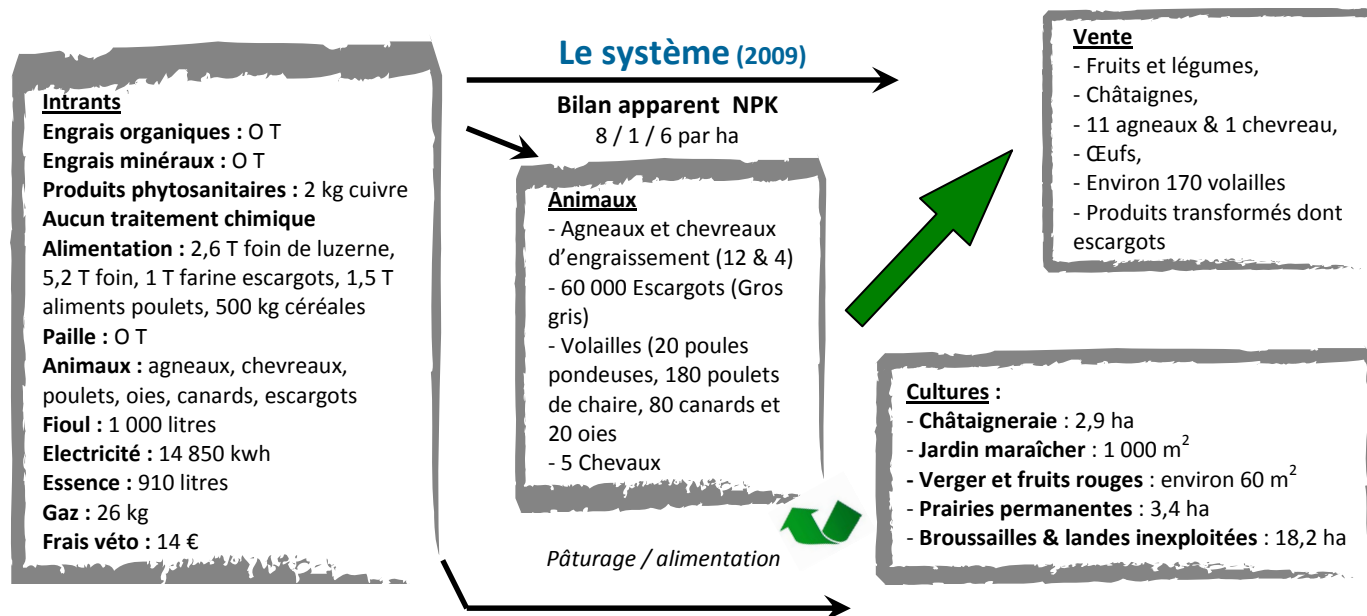 Le système (2009)
Bilan apparent NPK
8 / 1 / 6 par ha
Intrants
Engrais organiques : O T
Engrais minéraux : O T
Produits phytosanitaires : 2 kg cuivre
Aucun traitement chimique
Alimentation : 2,6 T foin de luzerne,
5,2 T foin, 1 T farine escargots, 1,5 T
aliments poulets, 500 kg céréales
Paille : O T
Animaux : agneaux, chevreaux,
poulets, oies, canards, escargots
Fioul : 1 000 litres
Electricité : 14 850 kwh
Essence : 910 litres
Gaz : 26 kg
Frais véto : 14 €
Animaux
- Agneaux et chevreaux
d'engraissement (12 & 4)
- 60 000 Escargots (Gros
gris)
- Volailles (20 poules
pondeuses, 180 poulets
de chaire, 80 canards et
20 oies
- 5 Chevaux
Pâturage / alimentation
Vente
- Fruits et légumes,
- Châtaignes,
- 11 agneaux & 1 chevreau,
- Œufs,
- Environ 170 volailles
- Produits transformés dont
escargots
Cultures :
- Châtaigneraie : 2,9 ha
- Jardin maraîcher : 1 000 m²
- Verger et fruits rouges : environ 60 m²
- Prairies permanentes : 3,4 ha
- Broussailles & landes inexploitées : 18,2 ha